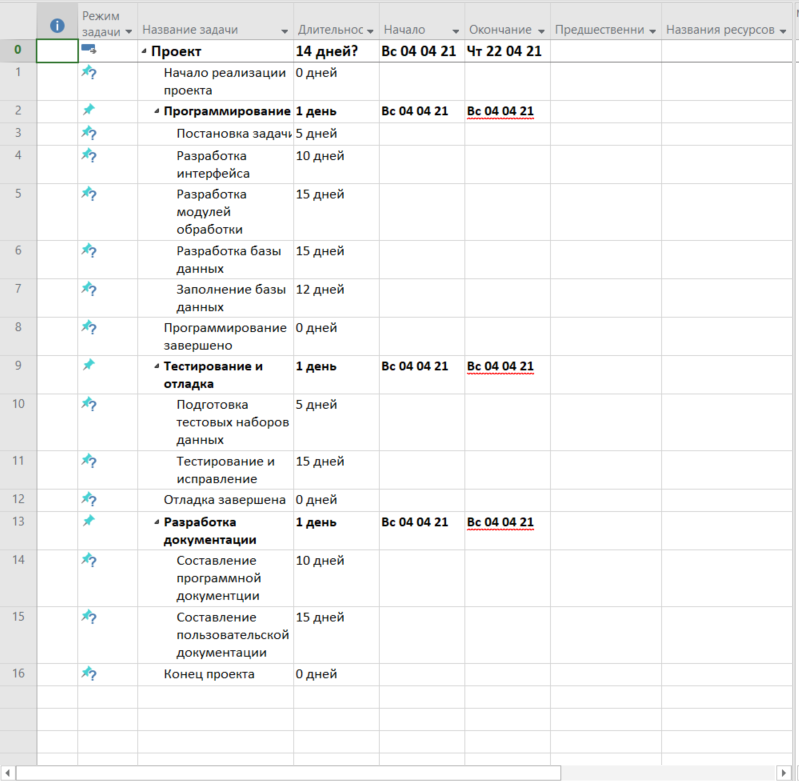 Режим
задачи Название задачи Длительнос Начало Окончание Предшественни Названия ресурсов
0 Проект 14 дней? Вс 04 04 21 Чт 22 04 21
1 Начало реализации 0 дней
проекта
2 Программирование 1 день Вс 04 04 21 Вс 04 04 21
3 Постановка задачи 5 дней
4 Разработка 10 дней
интерфейса
5 Разработка 15 дней
модулей
обработки
6 Разработка базы 15 дней
данных
7 Заполнение базы 12 дней
данных
8 Программирование 0 дней
завершено
9 Тестирование и 1 день Вс 04 04 21 Вс 04 04 21
отладка
10 Подготовка 5 дней
тестовых наборов
данных
11 Тестирование и 15 дней
исправление
12 Отладка завершена 0 дней
13 Разработка 1 день Вс 04 04 21 Вс 04 04 21
документации
14 Составление 10 дней
программной
документции
15 Составление 15 дней
пользовательской
документации
16 Конец проекта 0 дней